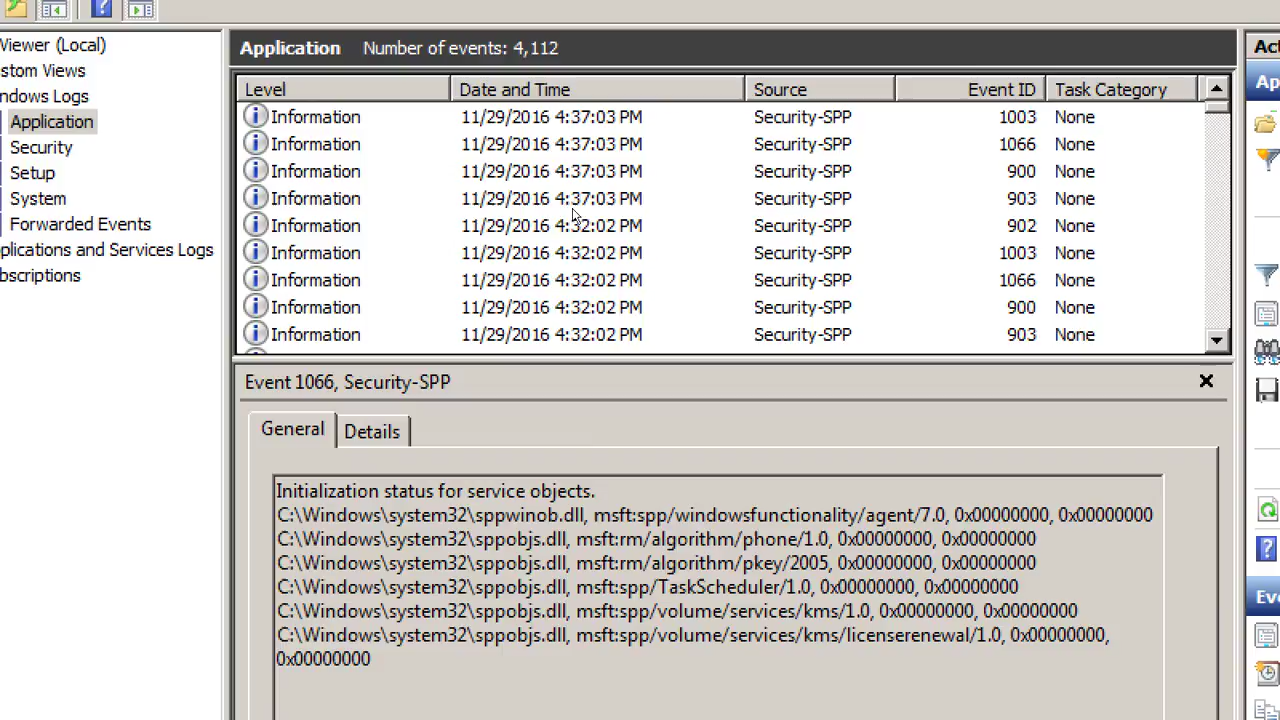 Viewer (Local)
stom Views
ndows Logs
Application
Security
Setup
System
Forwarded Events
plications and Services Logs
bscriptions
Application Number of events: 4,112
Level Date and Time Source Event ID Task Category
Information 11/29/2016 4:37:03 PM Security-SPP 1003 None
Information 11/29/2016 4:37:03 PM Security-SPP 1066 None
Information 11/29/2016 4:37:03 PM Security-SPP 900 None
Information 11/29/2016 4:37:03 PM Security-SPP 903 None
Information 11/29/2016 4:32:02 PM Security-SPP 902 None
Information 11/29/2016 4:32:02 PM Security-SPP 1003 None
Information 11/29/2016 4:32:02 PM Security-SPP 1066 None
Information 11/29/2016 4:32:02 PM Security-SPP 900 None
Information 11/29/2016 4:32:02 PM Security-SPP 903 None
Event 1066, Security-SPP
General Details
Initialization status for service objects.
C:\Windows\system32\sppwinob.dll, msft:spp/windowsfunctionality/agent/7.0, 0x00000000, 0x00000000
C:\Windows\system32\sppobjs.dll, msft:rm/algorithm/phone/1.0, 0x00000000, 0x00000000
C:\Windows\system32\sppobjs.dll, msft:rm/algorithm/pkey/2005, 0x00000000, 0x00000000
C:\Windows\system32\sppobjs.dll, msft:spp/TaskScheduler/1.0, 0x00000000, 0x00000000
C:\Windows\system32\sppobjs.dll, msft:spp/volume/services/kms/1.0, 0x00000000, 0x00000000
C:\Windows\system32\sppobjs.dll, msft:spp/volume/services/kms/licenserenewal/1.0, 0x00000000,
0x00000000
Act
Ap
Eve